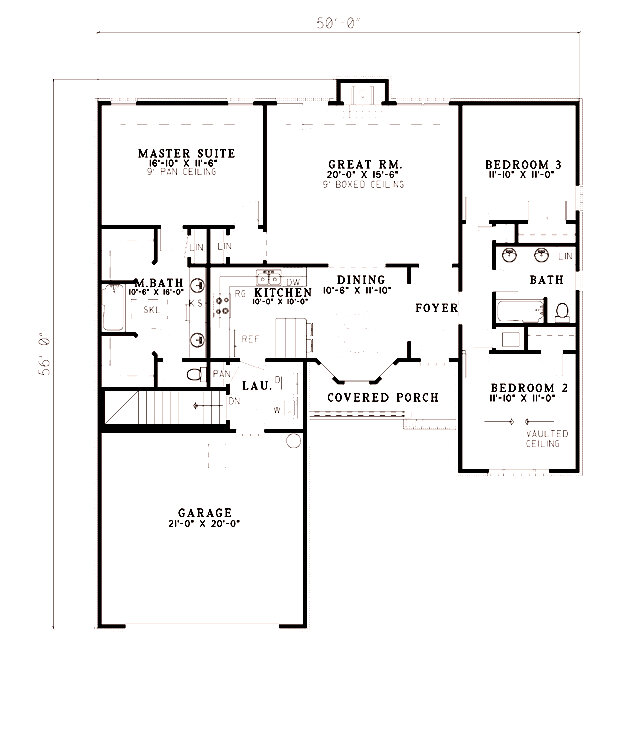 50'-0"
56'-0"
MASTER SUITE
16'-10" X 11'-6"
9' PAN CEILING
GREAT RM.
20'-0" X 15'-6"
9' BOXED CEILING
BEDROOM 3
11'-10" X 11'-0"
LIN
LIN
M.BATH
10'-6" X 16'-0"
SKL
K.S
RG
DW
KITCHEN
10'-0" X 10'-0"
REF
DINING
10'-6" X 11'-10"
FOYER
LIN
BATH
PAN
LAU.
D
W
DN
COVERED PORCH
BEDROOM 2
11'-10" X 11'-0"
VAULTED
CEILING
GARAGE
21'-0" X 20'-0"